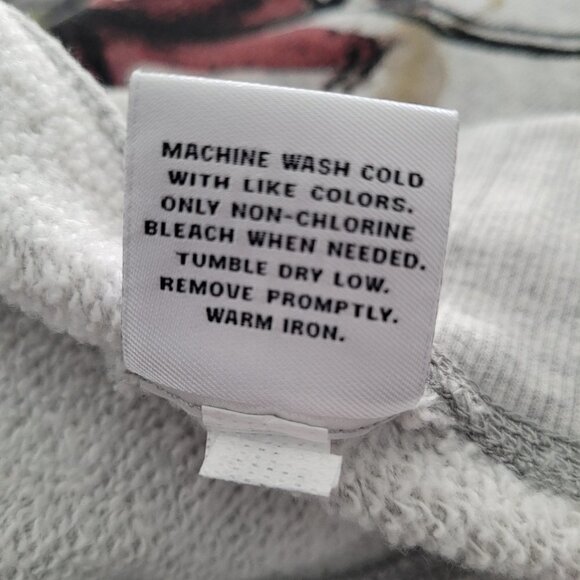 MACHINE WASH COLD
WITH LIKE COLORS.
ONLY NON-CHLORINE
BLEACH WHEN NEEDED.
TUMBLE DRY LOW.
REMOVE PROMPTLY.
WARM IRON.